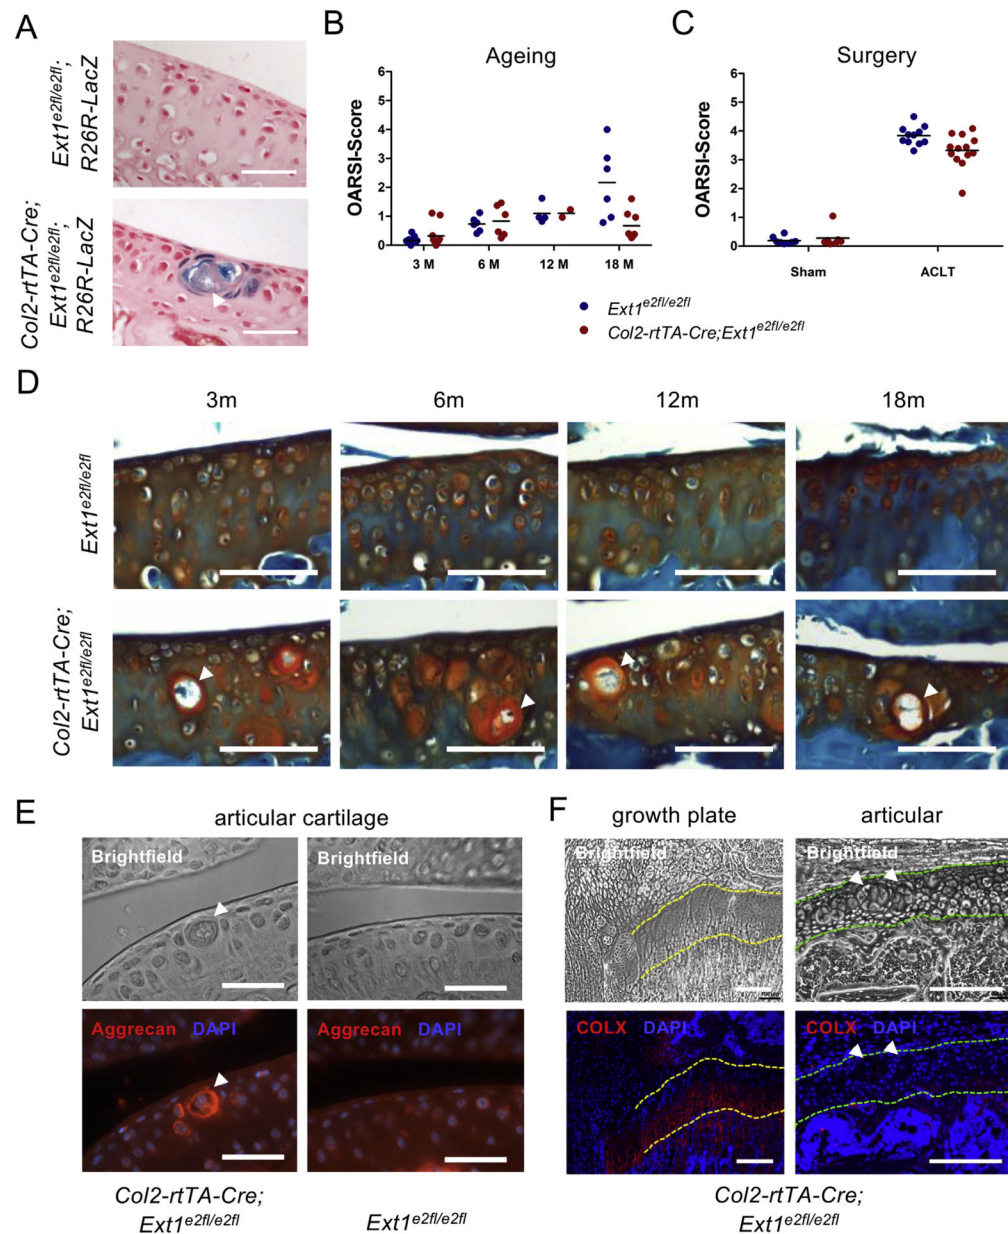 A
Ext1e2fl/e2fl;
R26R-LacZ
Col2-rtTA-Cre;
Ext1e2fl/e2fl;
R26R-LacZ
B
Ageing
OARSI-Score
6
5
4
3
2
1
0
3 M
6 M
12 M
18 M
C
Surgery
OARSI-Score
6
5
4
3
2
1
0
Sham
ACLT
Ext1e2fl/e2fl
Col2-rtTA-Cre;Ext1e2fl/e2fl
D
3m
6m
12m
18m
Ext1e2fl/e2fl
Col2-rtTA-Cre;
Ext1e2fl/e2fl
E
articular cartilage
Brightfield
Brightfield
Aggrecan DAPI
Aggrecan DAPI
Col2-rtTA-Cre;
Ext1e2fl/e2fl
Ext1e2fl/e2fl
F
growth plate
articular
Brightfield
Brightfield
COLX DAPI
COLX DAPI
Col2-rtTA-Cre;
Ext1e2fl/e2fl